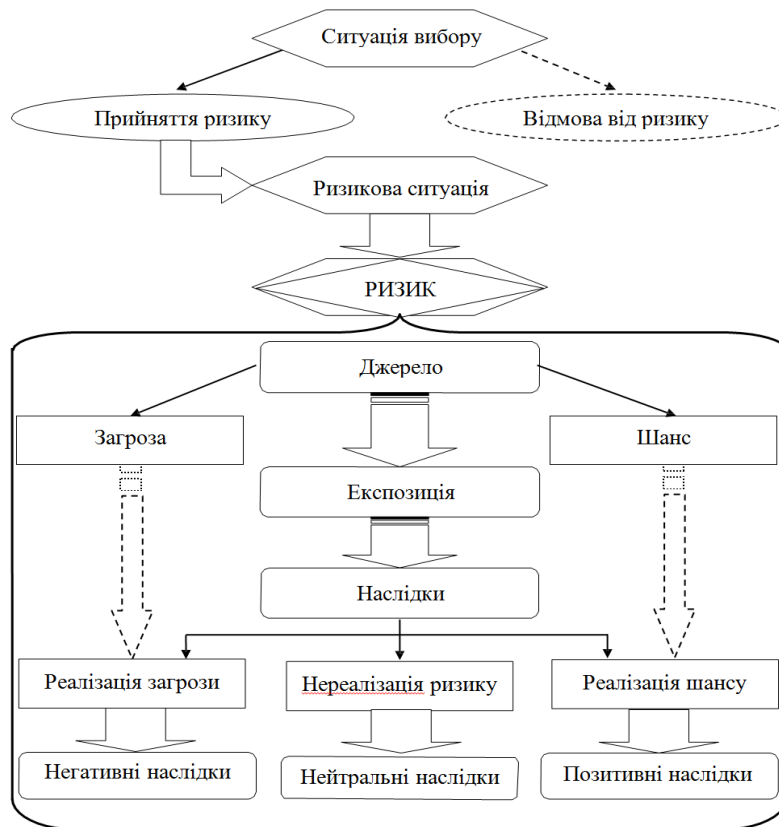 Ситуація вибору
Прийняття ризику
Відмова від ризику
Ризикова ситуація
РИЗИК
Джерело
Загроза
Шанс
Експозиція
Наслідки
Реалізація загрози
Нереалізація ризику
Реалізація шансу
Негативні наслідки
Нейтральні наслідки
Позитивні наслідки